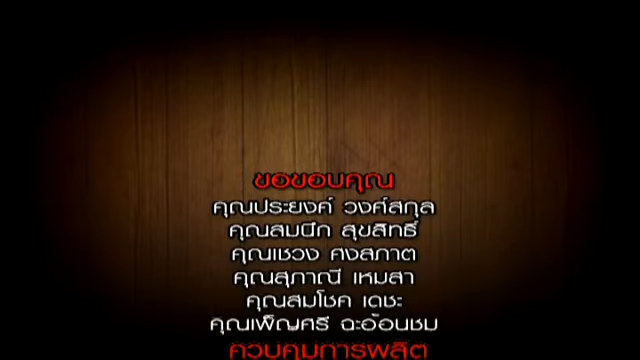 ขอขอบคุณ
คุณประยงค์ วงศ์สกุล
คุณสมนึก สุขสิทธิ์
คุณเชวง คงสภาต
คุณสุภาณี เหมสา
คุณสมโชค เดชะ
คุณเพ็ญศรี ฉะอ้อนชม
ควบคุมการผลิต